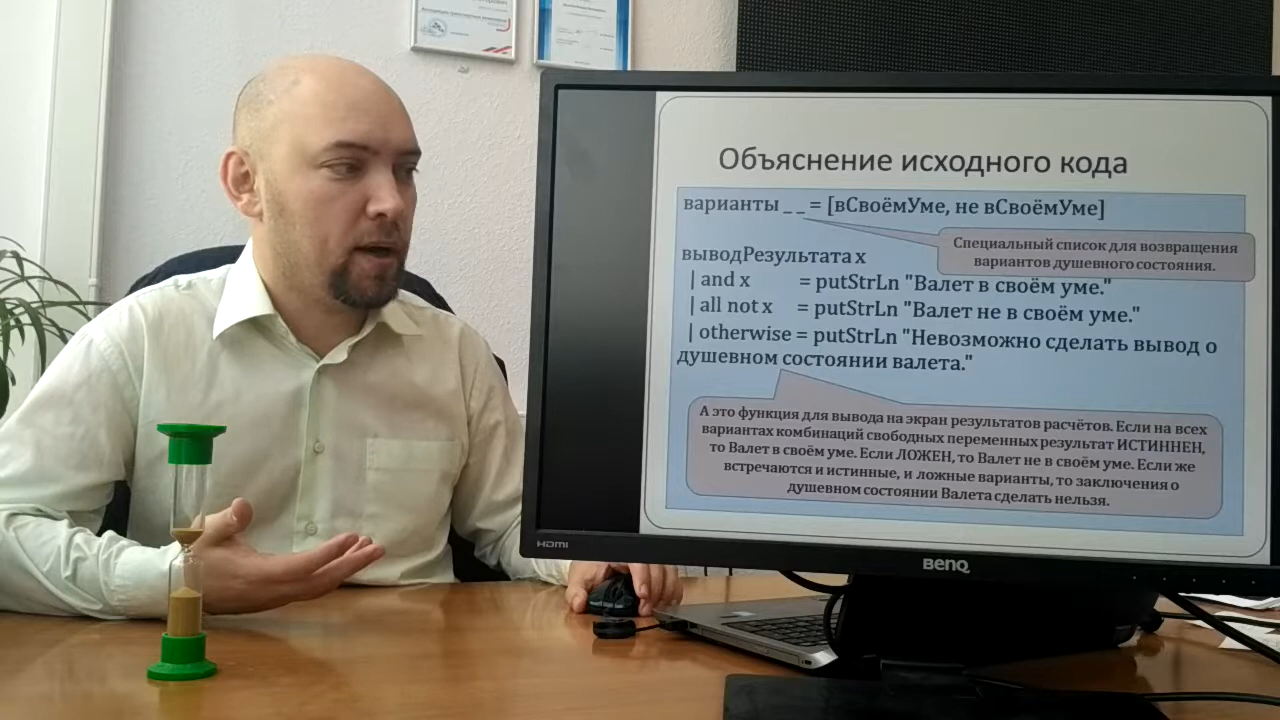 Объяснение исходного кода
варианты _ _ = [вСвоёмУме, не вСвоёмУме]
Специальный список для возвращения
вариантов душевного состояния.
выводРезультата x
| and x = putStrLn "Валет в своём уме."
| all not x = putStrLn "Валет не в своём уме."
| otherwise = putStrLn "Невозможно сделать вывод о
душевном состоянии валета."
А это функция для вывода на экран результатов расчётов. Если на всех
вариантах комбинаций свободных переменных результат ИСТИННЕН,
то Валет в своём уме. Если ЛОЖЕН, то Валет не в своём уме. Если же
встречаются и истинные, и ложные варианты, то заключения о
душевном состоянии Валета сделать нельзя.
HDMI
BenQ